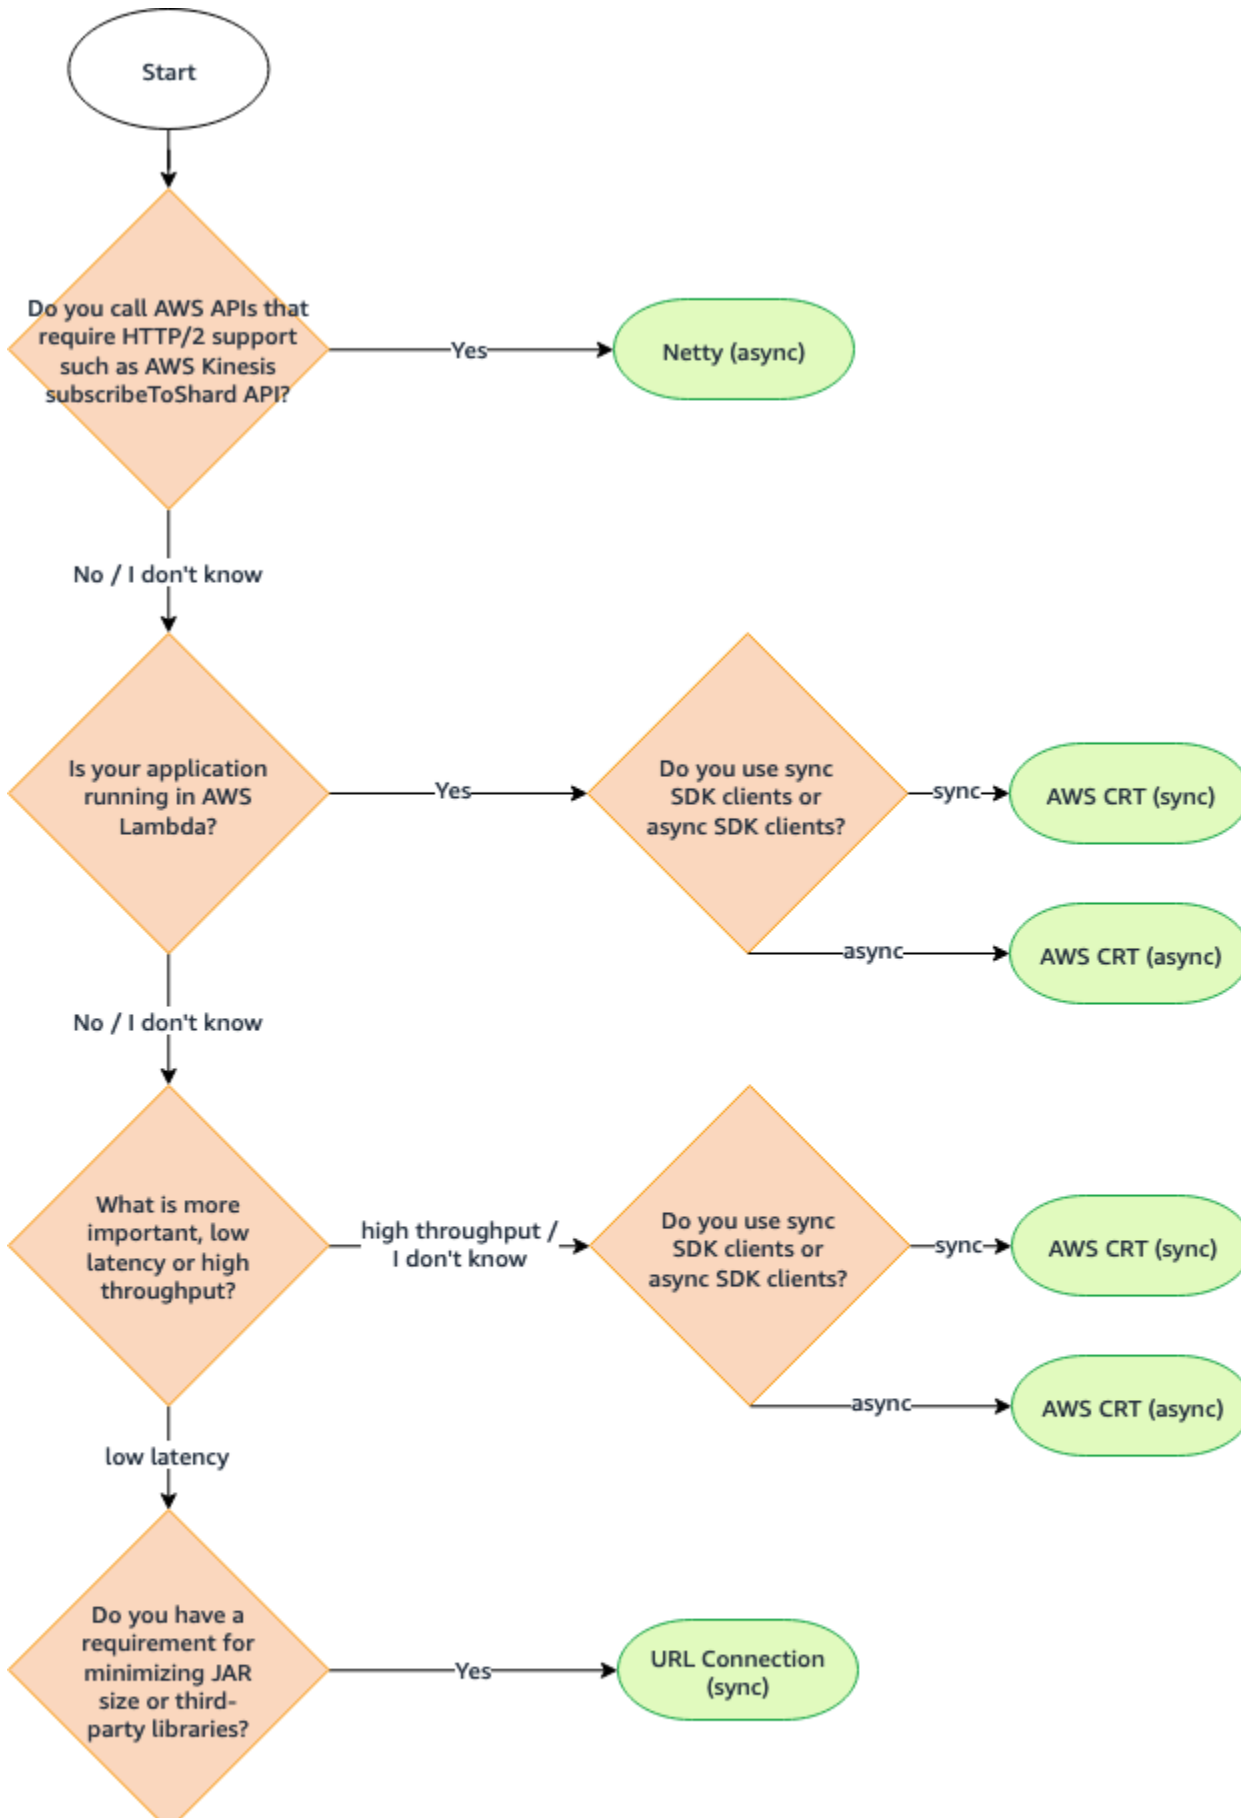 Start
Do you call AWS APIs that
require HTTP/2 support
such as AWS Kinesis
subscribeToShard API?
Yes
Netty (async)
No / I don't know
Is your application
running in AWS
Lambda?
Yes
Do you use sync
SDK clients or
async SDK clients?
sync
AWS CRT (sync)
async
AWS CRT (async)
No / I don't know
What is more
important, low
latency or high
throughput?
high throughput /
I don't know
Do you use sync
SDK clients or
async SDK clients?
sync
AWS CRT (sync)
async
AWS CRT (async)
low latency
Do you have a
requirement for
minimizing JAR
size or third-
party libraries?
Yes
URL Connection
(sync)